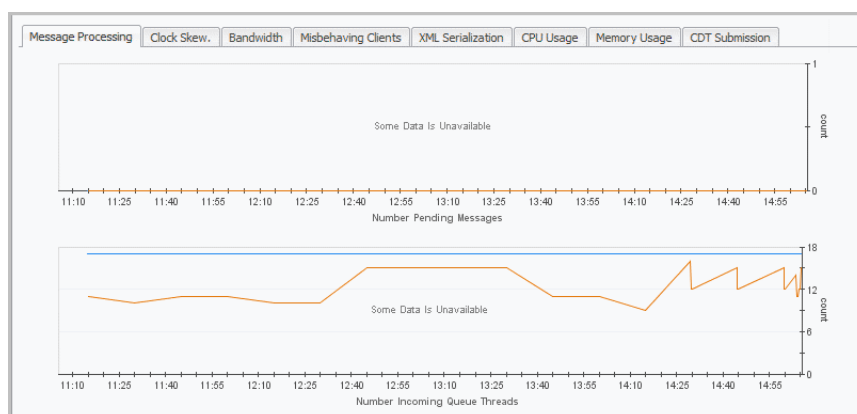 Message Processing Clock Skew. Bandwidth Misbehaving Clients XML Serialization CPU Usage Memory Usage CDT Submission
1
Some Data Is Unavailable
count
0
11:10 11:25 11:40 11:55 12:10 12:25 12:40 12:55 13:10 13:25 13:40 13:55 14:10 14:25 14:40 14:55
Number Pending Messages
18
12
Some Data Is Unavailable
count
6
0
11:10 11:25 11:40 11:55 12:10 12:25 12:40 12:55 13:10 13:25 13:40 13:55 14:10 14:25 14:40 14:55
Number Incoming Queue Threads